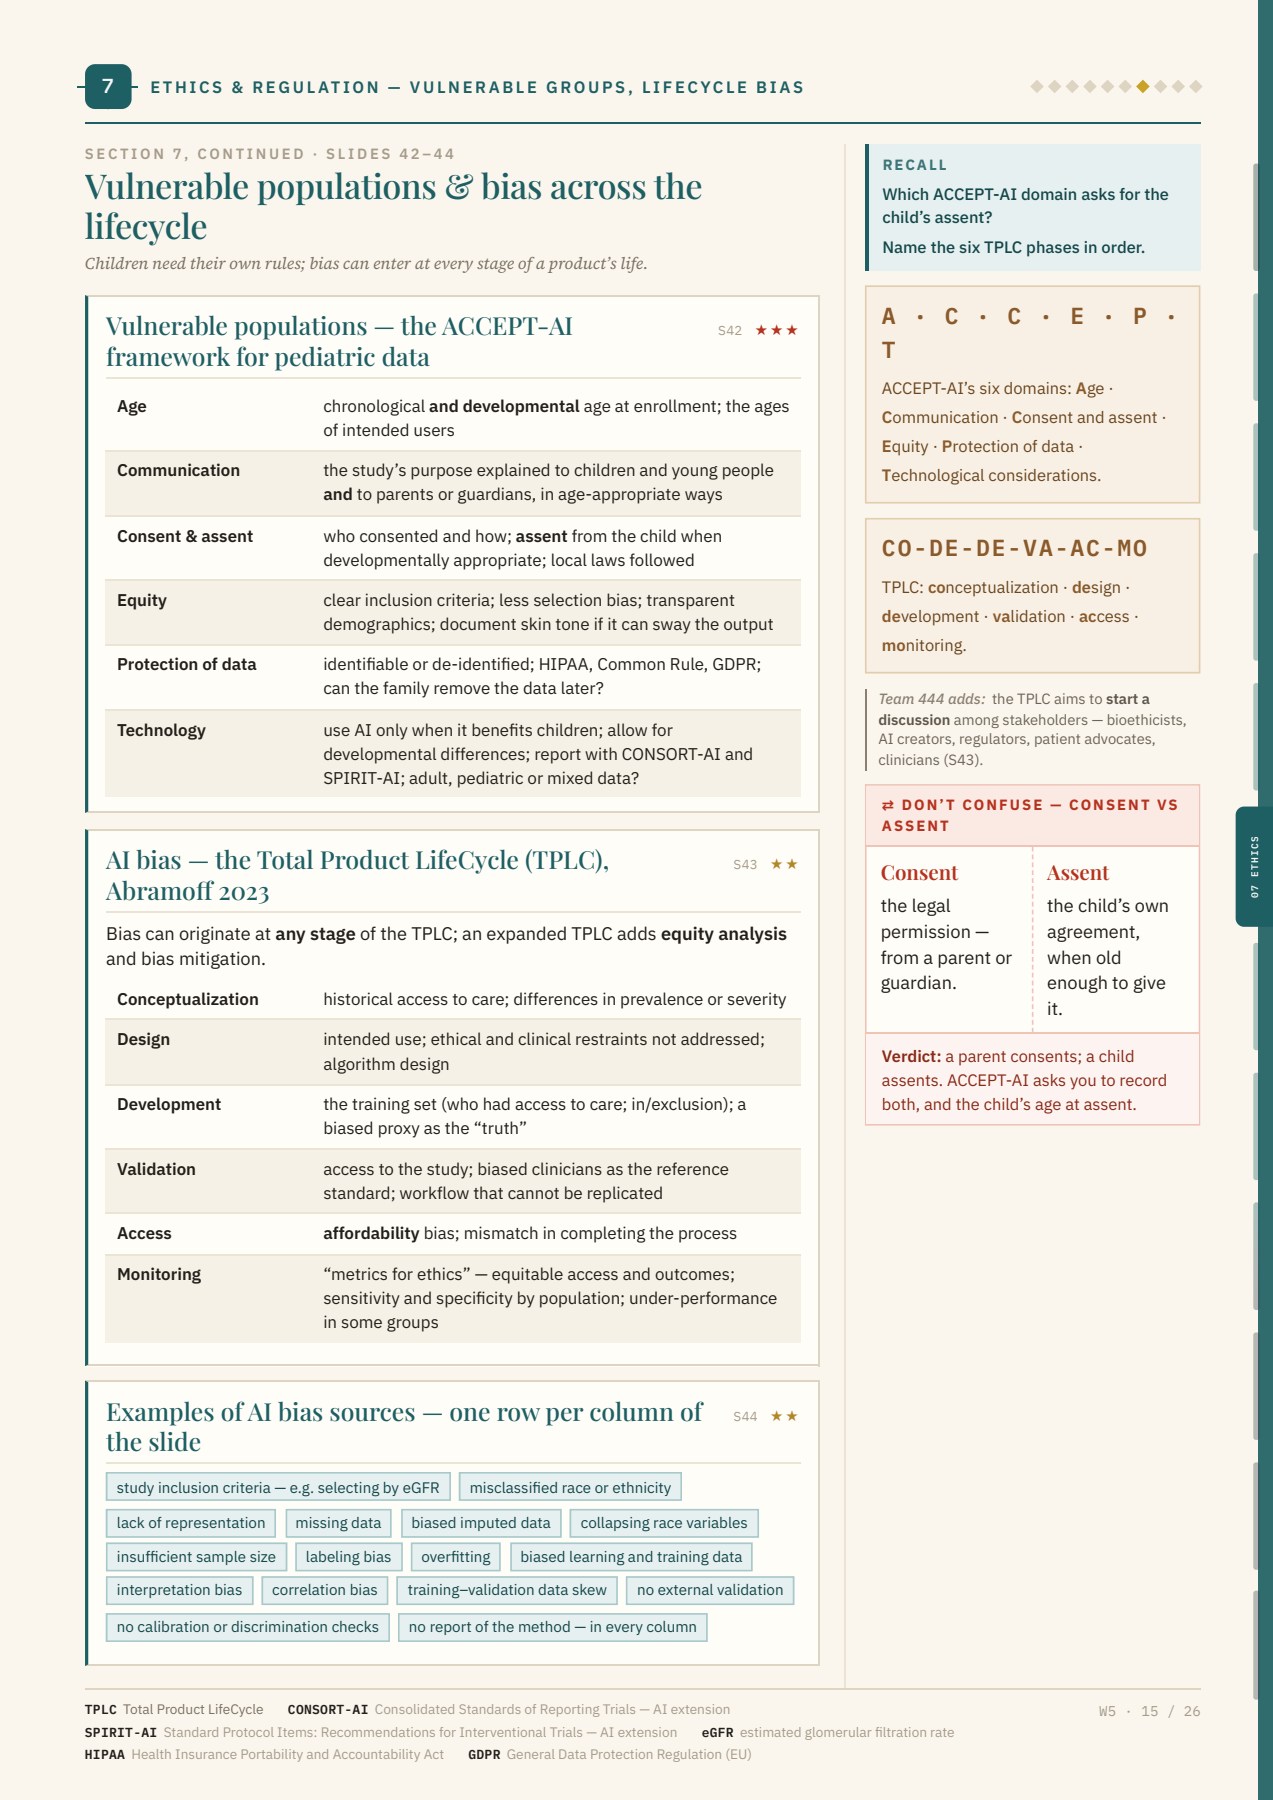 7 ETHICS & REGULATION — VULNERABLE GROUPS, LIFECYCLE BIAS
SECTION 7, CONTINUED · SLIDES 42–44
Vulnerable populations & bias across the
lifecycle
Children need their own rules; bias can enter at every stage of a product’s life.
Vulnerable populations — the ACCEPT-AI S42 ★★★
framework for pediatric data
Age chronological and developmental age at enrollment; the ages
of intended users
Communication the study’s purpose explained to children and young people
and to parents or guardians, in age-appropriate ways
Consent & assent who consented and how; assent from the child when
developmentally appropriate; local laws followed
Equity clear inclusion criteria; less selection bias; transparent
demographics; document skin tone if it can sway the output
Protection of data identifiable or de-identified; HIPAA, Common Rule, GDPR;
can the family remove the data later?
Technology use AI only when it benefits children; allow for
developmental differences; report with CONSORT-AI and
SPIRIT-AI; adult, pediatric or mixed data?
AI bias — the Total Product LifeCycle (TPLC), S43 ★★
Abramoff 2023
Bias can originate at any stage of the TPLC; an expanded TPLC adds equity analysis
and bias mitigation.
Conceptualization historical access to care; differences in prevalence or severity
Design intended use; ethical and clinical restraints not addressed;
algorithm design
Development the training set (who had access to care; in/exclusion); a
biased proxy as the “truth”
Validation access to the study; biased clinicians as the reference
standard; workflow that cannot be replicated
Access affordability bias; mismatch in completing the process
Monitoring “metrics for ethics” — equitable access and outcomes;
sensitivity and specificity by population; under-performance
in some groups
Examples of AI bias sources — one row per column of S44 ★★
the slide
study inclusion criteria — e.g. selecting by eGFR misclassified race or ethnicity
lack of representation missing data biased imputed data collapsing race variables
insufficient sample size labeling bias overfitting biased learning and training data
interpretation bias correlation bias training–validation data skew no external validation
no calibration or discrimination checks no report of the method — in every column
RECALL
Which ACCEPT-AI domain asks for the
child’s assent?
Name the six TPLC phases in order.
A · C · C · E · P ·
T
ACCEPT-AI’s six domains: Age ·
Communication · Consent and assent ·
Equity · Protection of data ·
Technological considerations.
CO-DE-DE-VA-AC-MO
TPLC: conceptualization · design ·
development · validation · access ·
monitoring.
Team 444 adds: the TPLC aims to start a
discussion among stakeholders — bioethicists,
AI creators, regulators, patient advocates,
clinicians (S43).
⇄ DON’T CONFUSE — CONSENT VS
ASSENT
Consent
the legal
permission —
from a parent or
guardian.
Assent
the child’s own
agreement,
when old
enough to give
it.
Verdict: a parent consents; a child
assents. ACCEPT-AI asks you to record
both, and the child’s age at assent.
07 ETHICS
TPLC Total Product LifeCycle CONSORT-AI Consolidated Standards of Reporting Trials — AI extension
SPIRIT-AI Standard Protocol Items: Recommendations for Interventional Trials — AI extension eGFR estimated glomerular filtration rate
HIPAA Health Insurance Portability and Accountability Act GDPR General Data Protection Regulation (EU)
W5 · 15 / 26